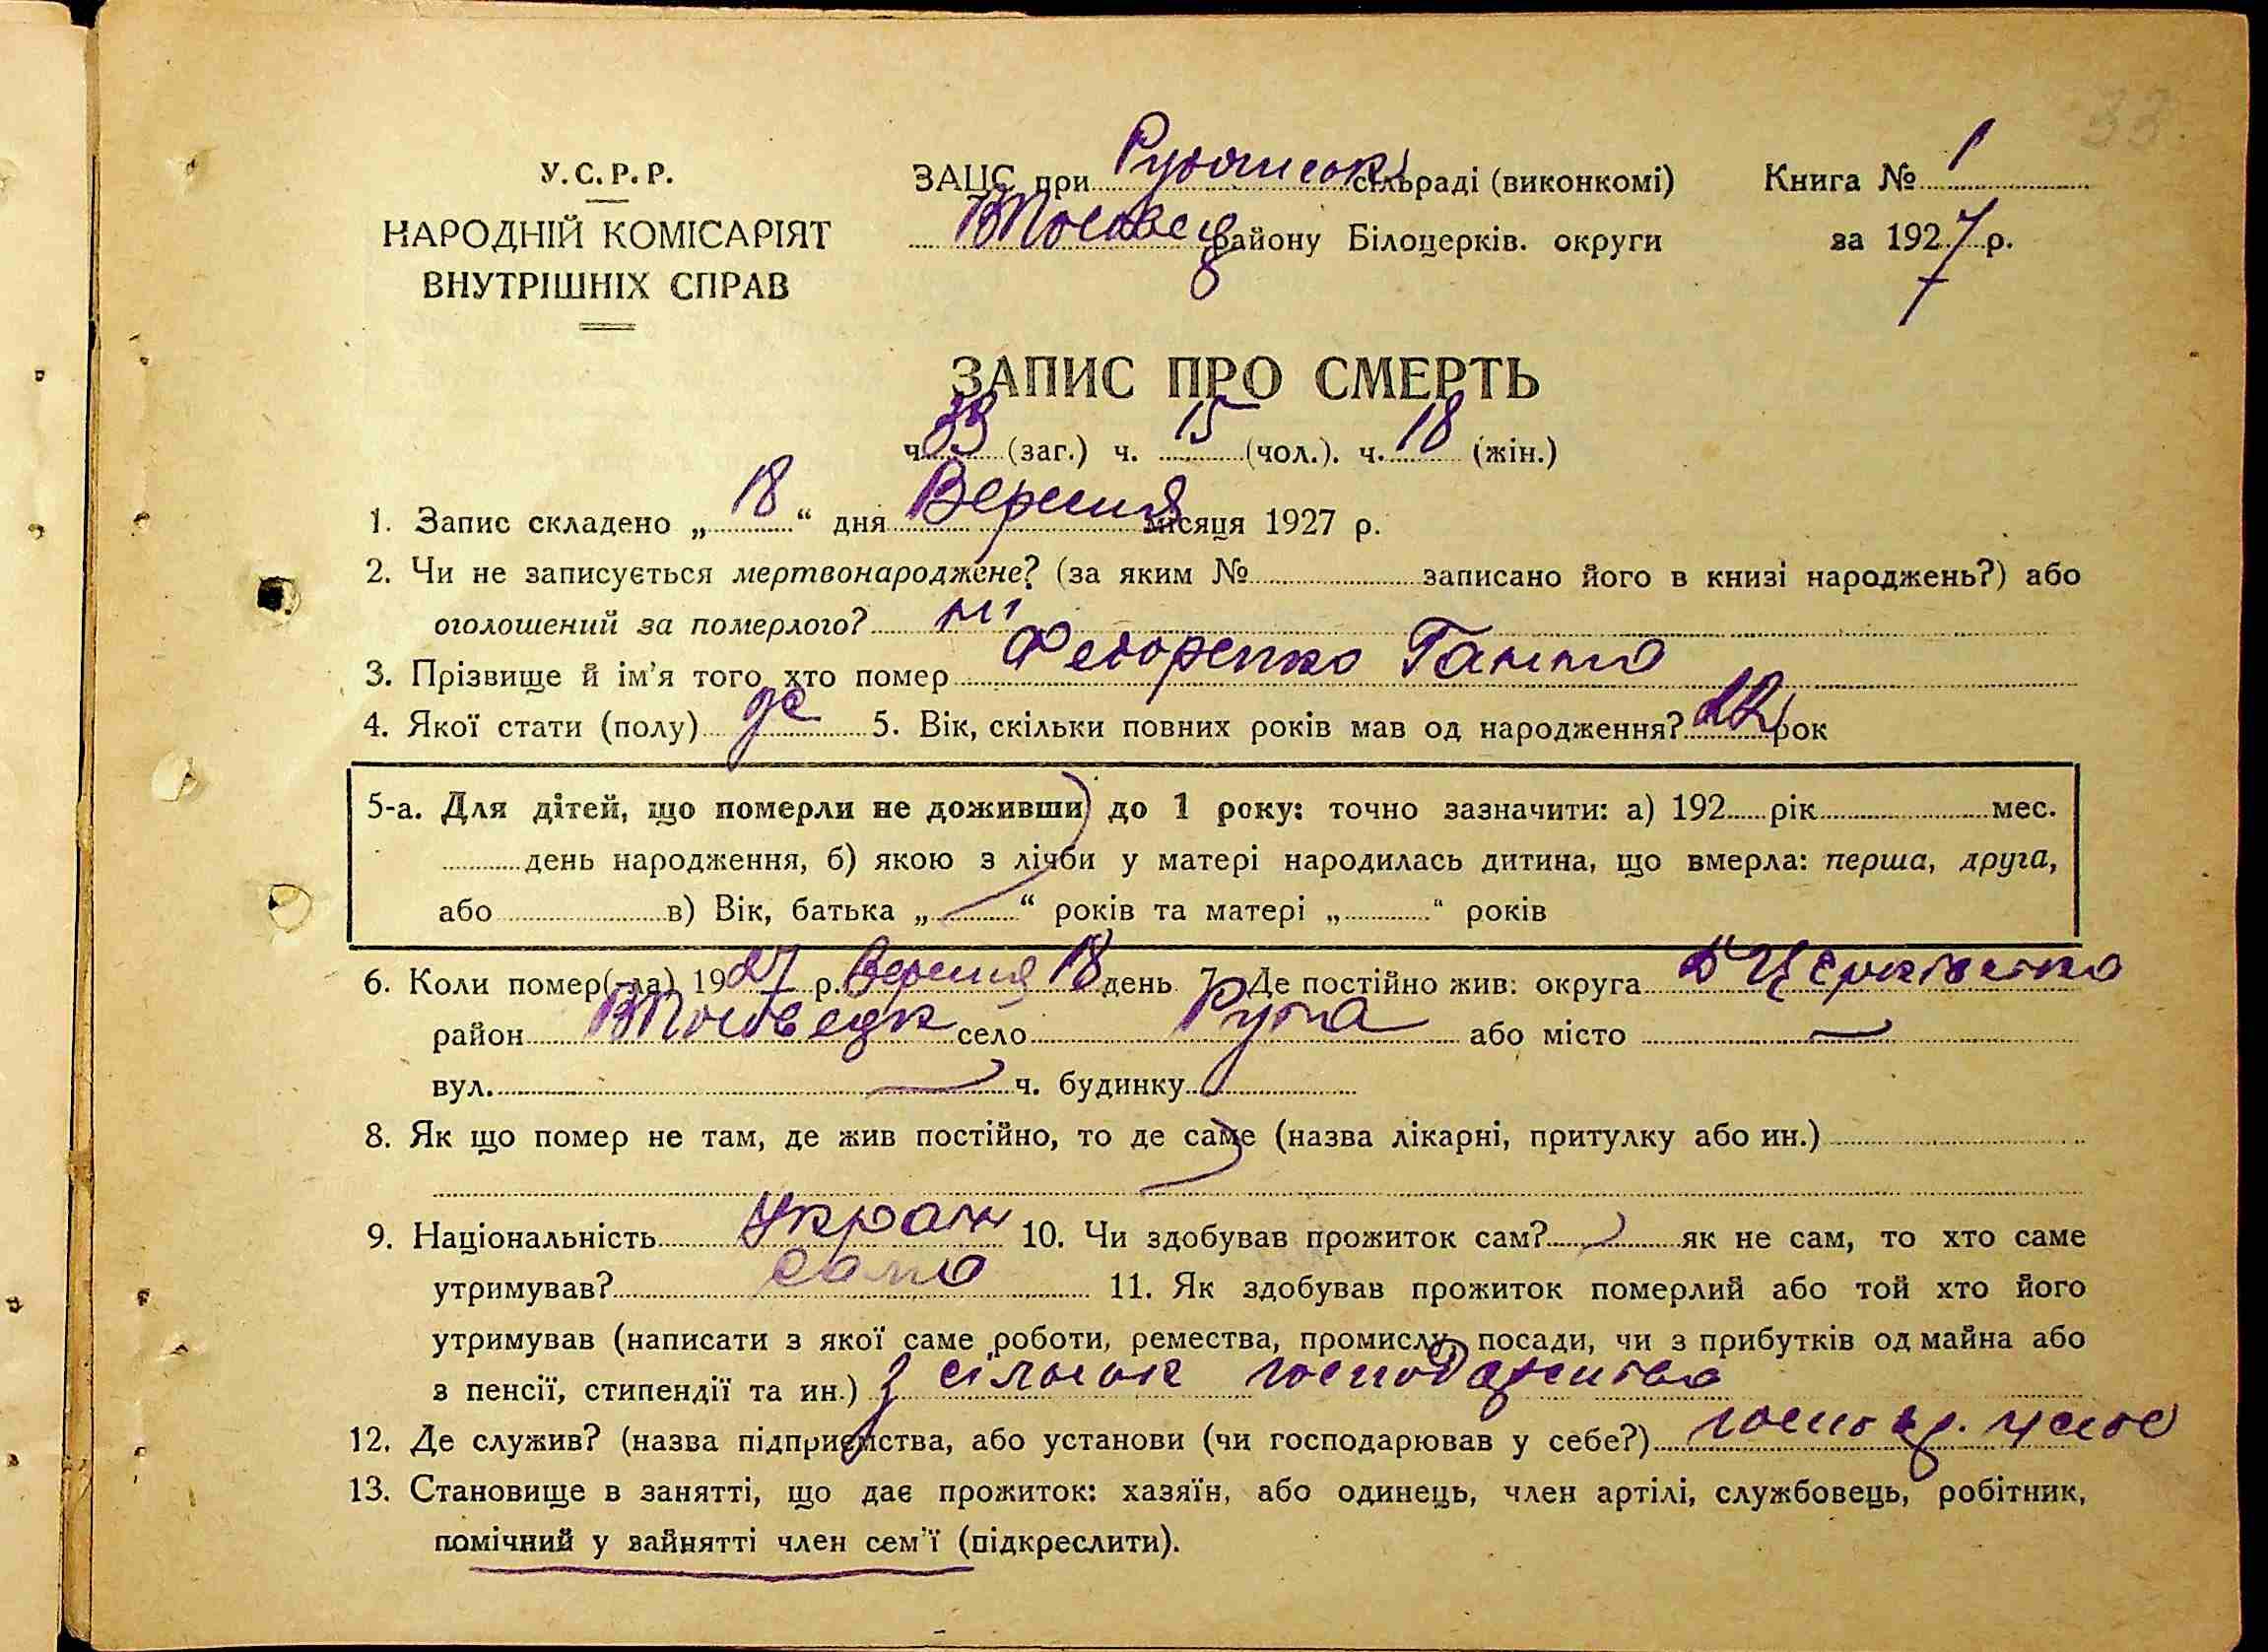 33
У.С.Р.Р.
НАРОДНІЙ КОМІСАРІЯТ
ВНУТРІШНІХ СПРАВ
ЗАЦС при сільраді (виконкомі)
району Білоцерків. округи
Книга № 1
за 1927 р.
ЗАПИС ПРО СМЕРТЬ
ч. 33 (заг.) ч. 15 (чол.). ч. 18 (жін.)
1. Запис складено „ 18 “ дня Вересня місяця 1927 р.
2. Чи не записується мертвонароджене? (за яким № записано його в книзі народжень?) або
оголошений за померлого? ні
3. Прізвище й ім'я того хто помер Федоренко Ганна
4. Якої стати (полу) ж 5. Вік, скільки повних років мав од народження? 22 рок
5-а. Для дітей, що померли не доживши до 1 року: точно зазначити: а) 192 рік мес.
день народження, б) якою з лічби у матері народилась дитина, що вмерла: перша, друга,
або в) Вік, батька „ “ років та матері „ “ років
6. Коли помер(-ла) 1927 р. Вересня 18 день 7. Де постійно жив: округа Б Церківська
район село Руда або місто —
вул. — ч. будинку
8. Як що помер не там, де жив постійно, то де саме (назва лікарні, притулку або ин.)
9. Національність Україн 10. Чи здобував прожиток сам? як не сам, то хто саме
утримував? сама 11. Як здобував прожиток померлий або той хто його
утримував (написати з якої саме роботи, ремества, промислу, посади, чи з прибутків од майна або
з пенсії, стипендії та ин.) з сільськ господарства
12. Де служив? (назва підприємства, або установи (чи господарював у себе?)
13. Становище в занятті, що дає прожиток: хазяїн, або одинець, член артілі, службовець, робітник,
помічний у вайнятті член сем'ї (підкреслити).